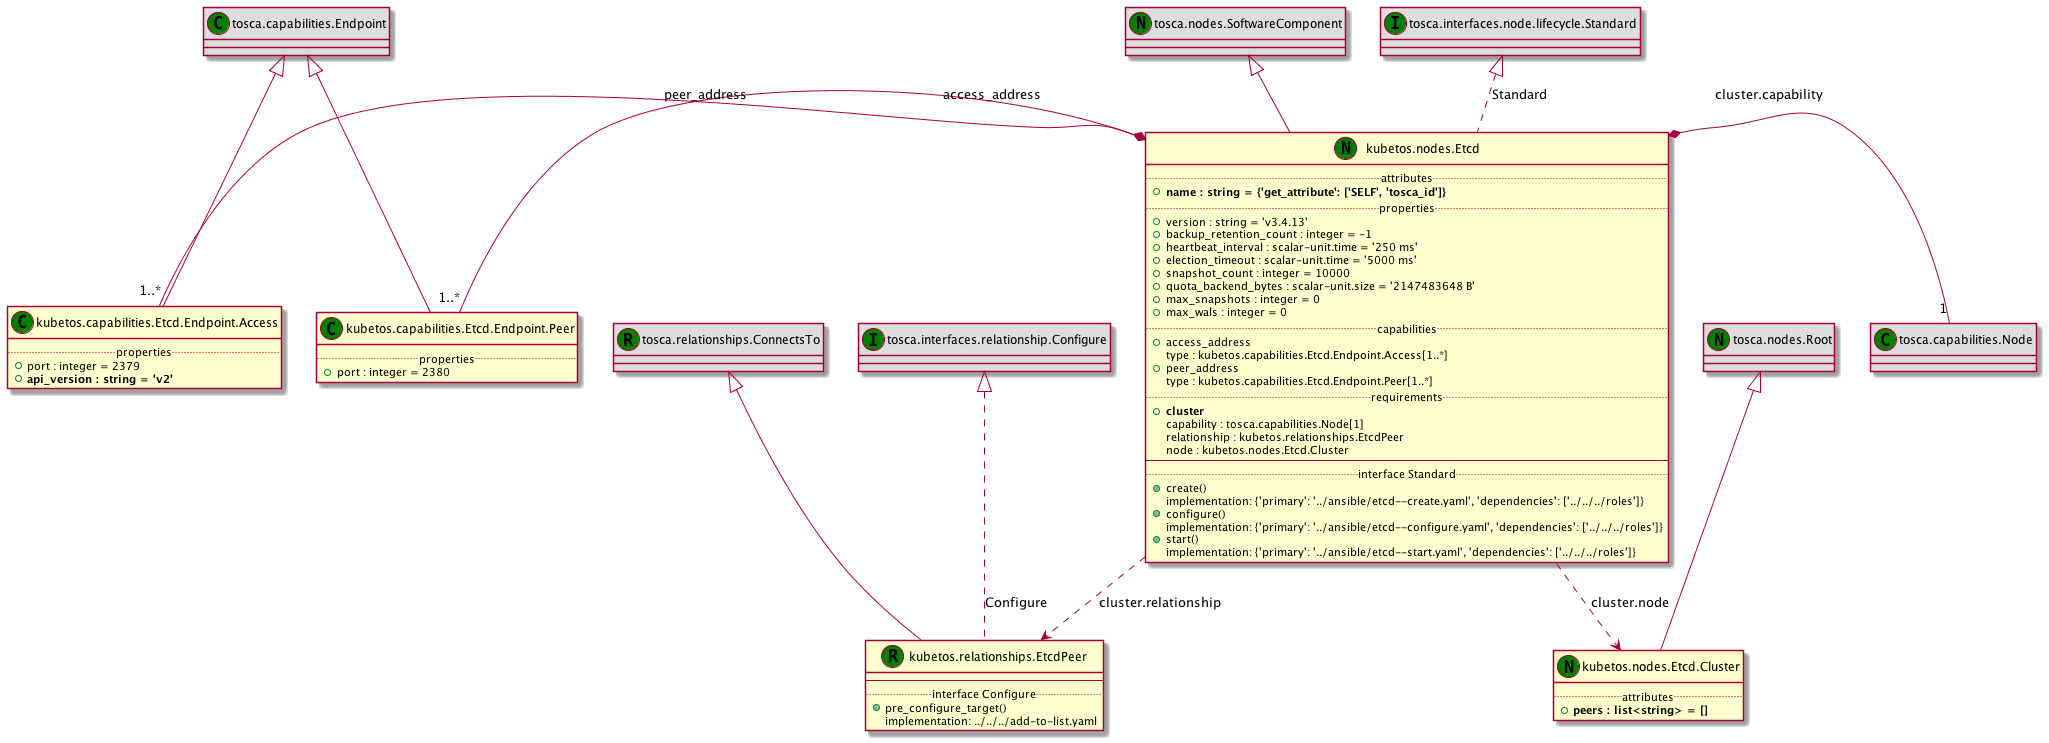 C tosca.capabilities.Endpoint
N tosca.nodes.SoftwareComponent
I tosca.interfaces.node.lifecycle.Standard
peer_address
access_address
Standard
cluster.capability
N kubetos.nodes.Etcd
attributes
name : string = {'get_attribute': ['SELF', 'tosca_id']}
properties
version : string = 'v3.4.13'
backup_retention_count : integer = -1
heartbeat_interval : scalar-unit.time = '250 ms'
election_timeout : scalar-unit.time = '5000 ms'
snapshot_count : integer = 10000
quota_backend_bytes : scalar-unit.size = '2147483648 B'
max_snapshots : integer = 0
max_wals : integer = 0
capabilities
access_address
type : kubetos.capabilities.Etcd.Endpoint.Access[1..*]
peer_address
type : kubetos.capabilities.Etcd.Endpoint.Peer[1..*]
requirements
cluster
capability : tosca.capabilities.Node[1]
relationship : kubetos.relationships.EtcdPeer
node : kubetos.nodes.Etcd.Cluster
interface Standard
create()
implementation: {'primary': '../ansible/etcd--create.yaml', 'dependencies': ['../../../roles']}
configure()
implementation: {'primary': '../ansible/etcd--configure.yaml', 'dependencies': ['../../../roles']}
start()
implementation: {'primary': '../ansible/etcd--start.yaml', 'dependencies': ['../../../roles']}
1..*
1..*
1
C kubetos.capabilities.Etcd.Endpoint.Access
properties
port : integer = 2379
api_version : string = 'v2'
C kubetos.capabilities.Etcd.Endpoint.Peer
properties
port : integer = 2380
R tosca.relationships.ConnectsTo
I tosca.interfaces.relationship.Configure
N tosca.nodes.Root
C tosca.capabilities.Node
Configure
cluster.relationship
cluster.node
R kubetos.relationships.EtcdPeer
interface Configure
pre_configure_target()
implementation: ../../../add-to-list.yaml
N kubetos.nodes.Etcd.Cluster
attributes
peers : list<string> = []